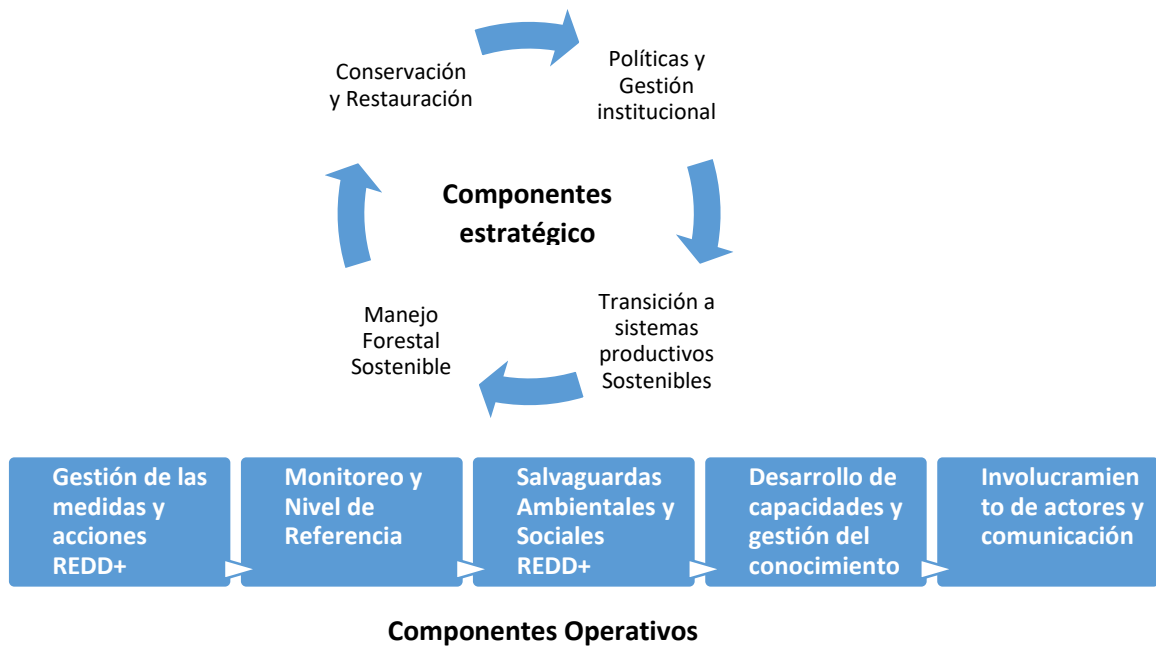 Conservación
y Restauración
Políticas y
Gestión
institucional
Componentes
estratégico
Manejo
Forestal
Sostenible
Transición a
sistemas
productivos
Sostenibles
Gestión de las
medidas y
acciones
REDD+
Monitoreo y
Nivel de
Referencia
Salvaguardas
Ambientales y
Sociales
REDD+
Desarrollo de
capacidades y
gestión del
conocimiento
Involucramien
to de actores y
comunicación
Componentes Operativos